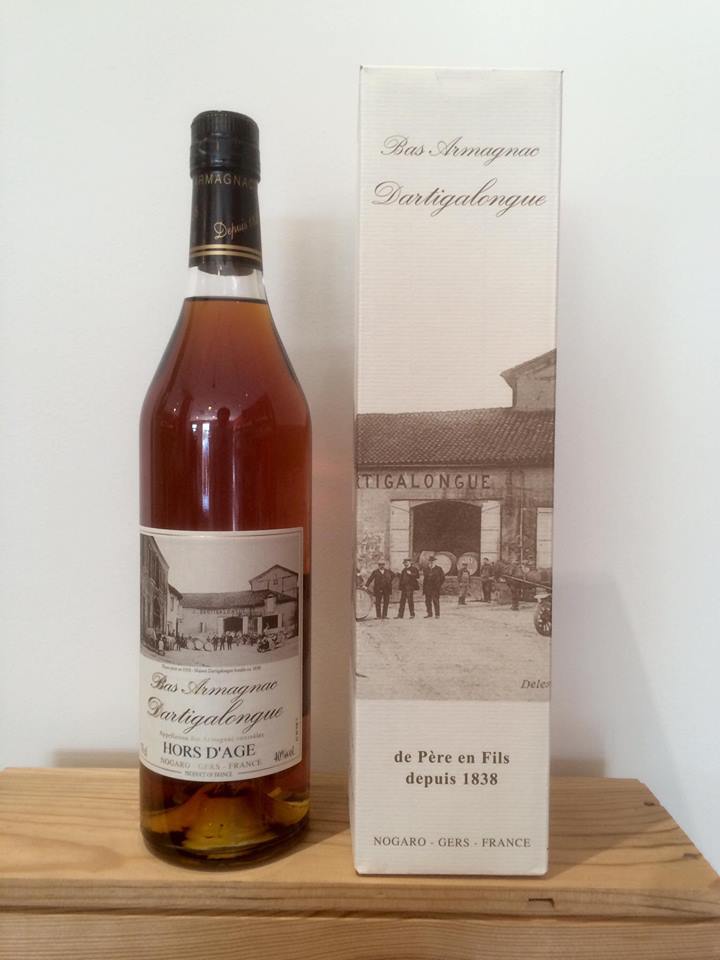 ARMAGNAC
Depuis
Bas Armagnac
Dartigalongue
Appellation Bas Armagnac contrôlée
HORS D'AGE
40%vol.
NOGARO - GERS - FRANCE
PRODUCT OF FRANCE
Bas Armagnac
Dartigalongue
RTIGALONGUE
Deles
de Père en Fils
depuis 1838
NOGARO - GERS - FRANCE